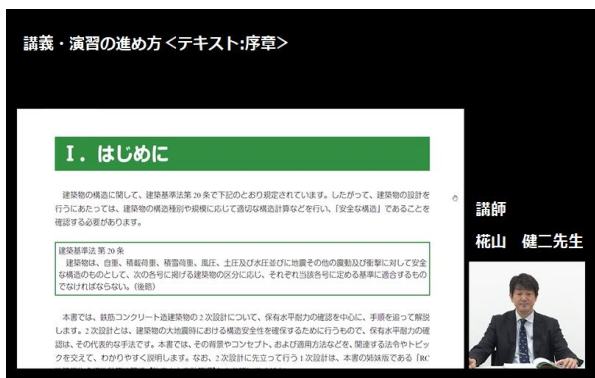 講義・演習の進め方<テキスト:序章>
Ⅰ．はじめに
建築物の構造に関して、建築基準法第20条で下記のとおり規定されています。したがって、建築物の設計を
行うにあたっては、建築物の構造種別や規模に応じて適切な構造計算などを行い、「安全な構造」であることを
確認する必要があります。
建築基準法 第20条
建築物は、自重、積載荷重、積雪荷重、風圧、土圧及び水圧並びに地震その他の震動及び衝撃に対して安全
な構造のものとして、次の各号に掲げる建築物の区分に応じ、それぞれ当該各号に定める基準に適合するもの
でなければならない。（後略）
本書では、鉄筋コンクリート造建築物の2次設計について、保有水平耐力の確認を中心に、手順を追って解説
します。2次設計とは、建築物の大地震時における構造安全性を確保するために行うもので、保有水平耐力の確
認は、その代表的な手法です。本書では、その背景やコンセプト、および適用方法などを、関連する法令やトピッ
クを交えて、わかりやすく説明します。なお、2次設計に先立って行う1次設計は、本書の姉妹版である「RC
講師
椛山 健二先生